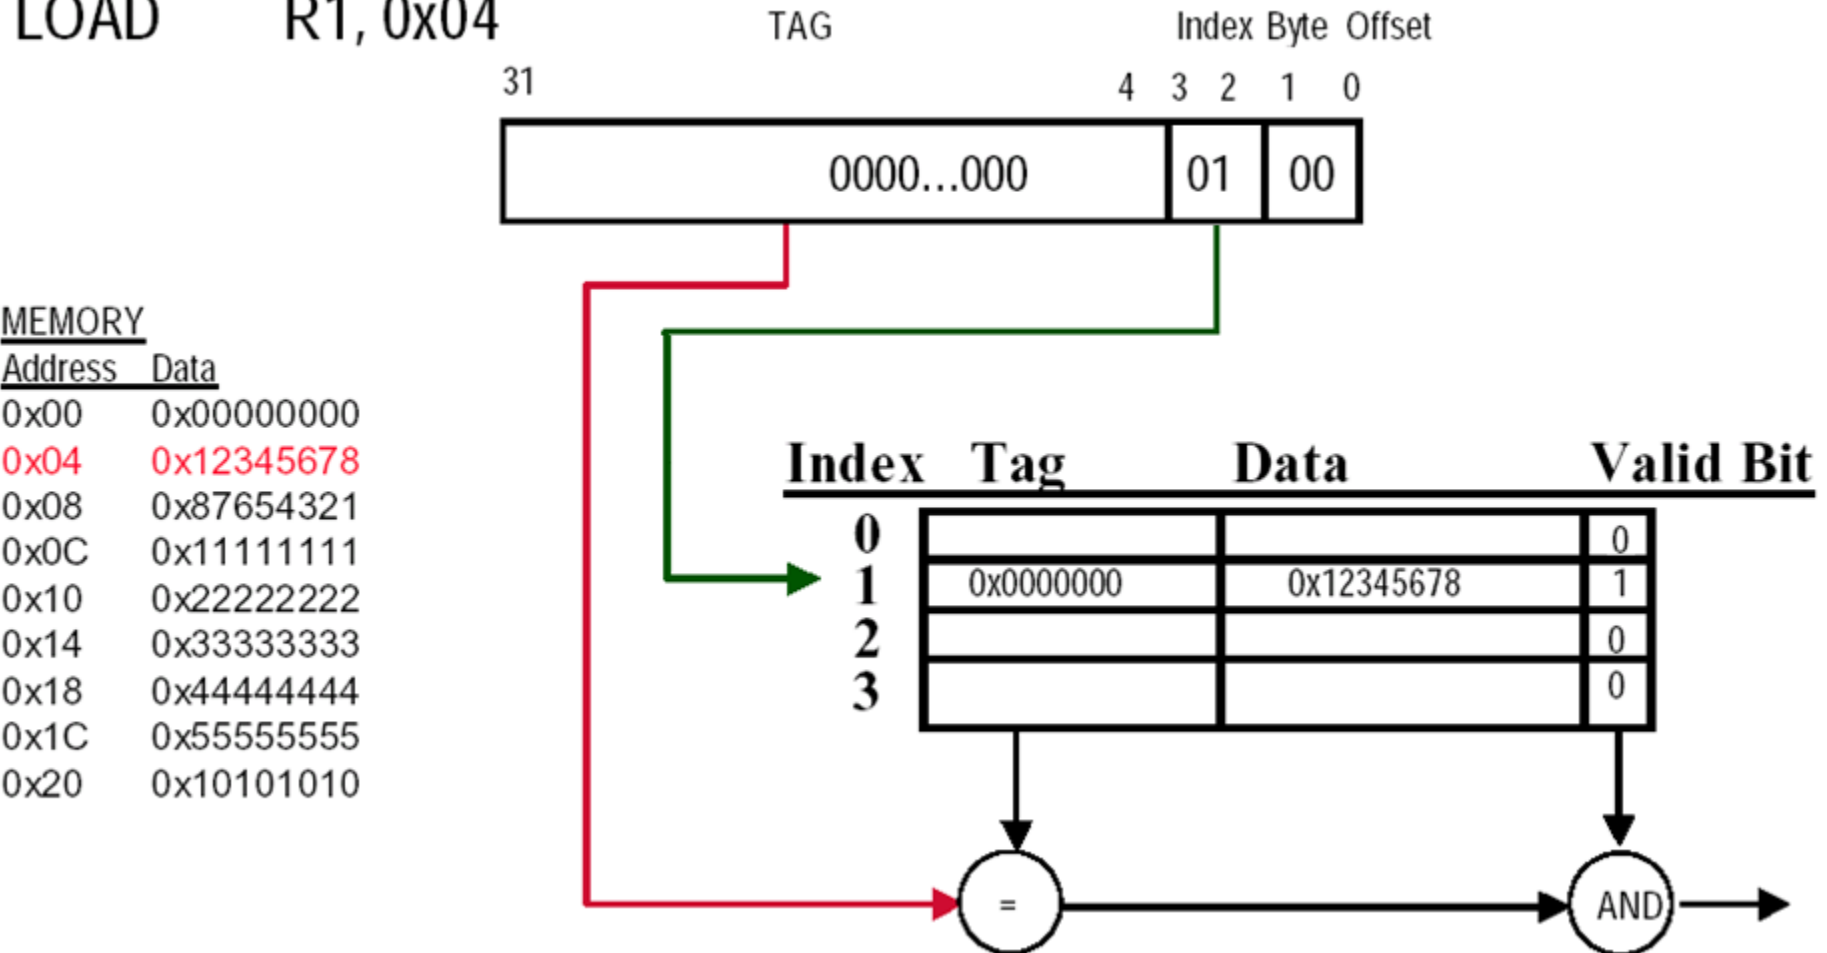 LOAD R1, 0x04
TAG Index Byte Offset
31 4 3 2 1 0
0000...000 01 00
MEMORY
Address Data
0x00 0x00000000
0x04 0x12345678
0x08 0x87654321
0x0C 0x11111111
0x10 0x22222222
0x14 0x33333333
0x18 0x44444444
0x1C 0x55555555
0x20 0x10101010
Index Tag Data Valid Bit
0 0
1 0x0000000 0x12345678 1
2 0
3 0
= AND